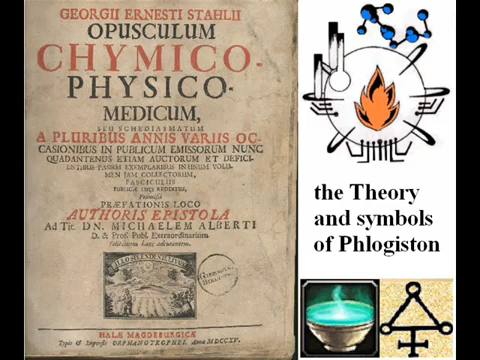 GEORGII ERNESTI STAHLII
OPUSCULUM
CHYMICO-
PHYSICO-
MEDICUM,
SEU SCHEDIASMATUM
A PLURIBUS ANNIS VARIIS OC-
CASIONIBUS IN PUBLICUM EMISSORUM NUNC
QUADANTENUS ETIAM AUCTORUM ET DEFICI-
ENTIBUS PASSIM EXEMPLARIBUS IN UNUM VOLU-
MEN JAM COLLECTORUM,
FASCICULUS
PUBLICÆ LUCI REDDITUS,
Præmissâ
PRÆFATIONIS LOCO
AUTHORIS EPISTOLA
Ad Tit. DN. MICHAELEM ALBERTI
D. & Prof. Publ. Extraordinarium
HALÆ MAGDEBURGICÆ
Typis & Impensis ORPHANOTROPHEI. Anno MDCCXV.
the Theory
and symbols
of Phlogiston